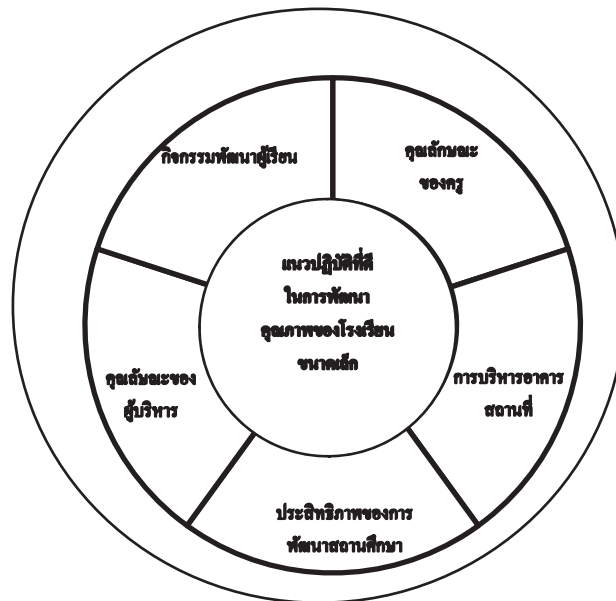 กิจกรรมพัฒนาผู้เรียน
คุณลักษณะ
ของครู
แนวปฏิบัติที่ดี
ในการพัฒนา
คุณภาพของโรงเรียน
ขนาดเล็ก
คุณลัษณะของ
ผู้บริหาร
การบริหารอาคาร
สถานที่
ประสิทธิภาพของการ
พัฒนาสถานศึกษา